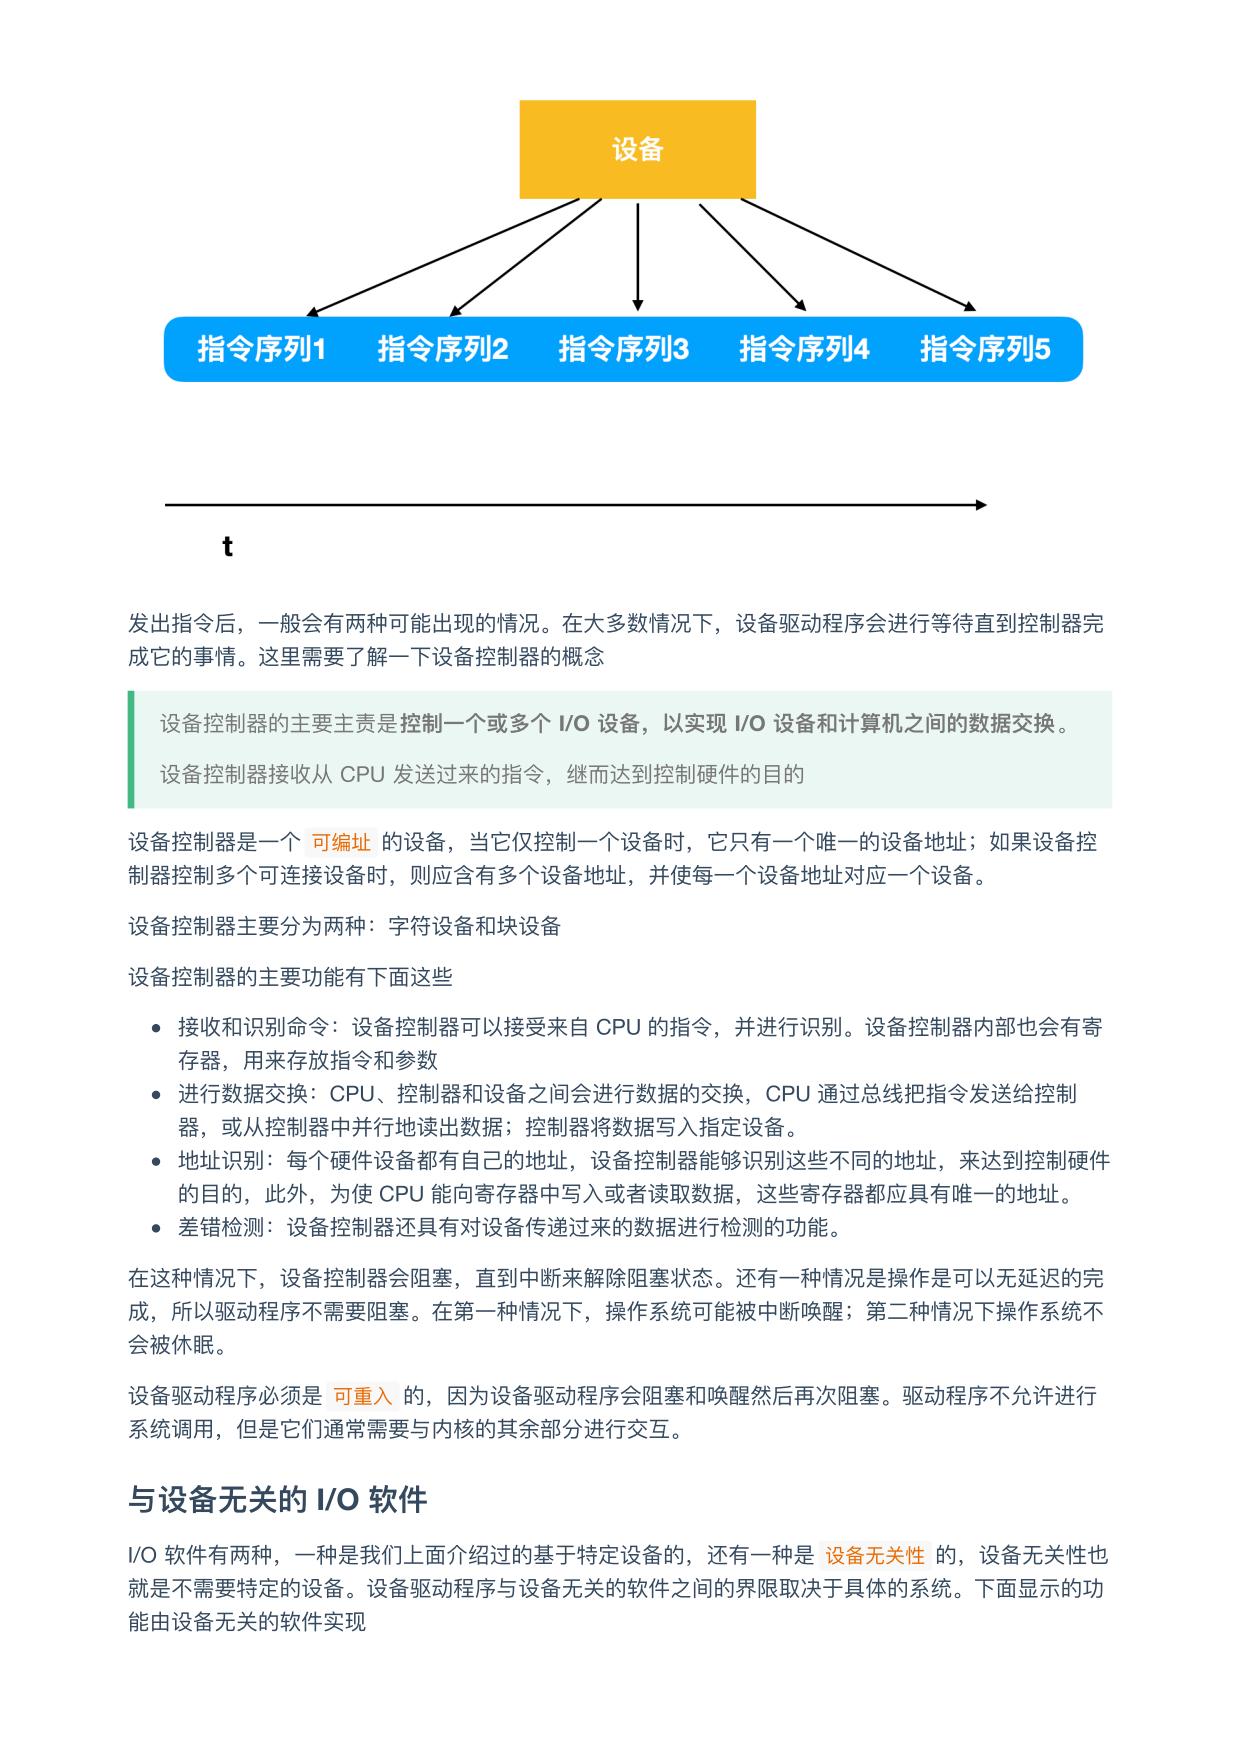 设备
指令序列1 指令序列2 指令序列3 指令序列4 指令序列5
t
发出指令后，一般会有两种可能出现的情况。在大多数情况下，设备驱动程序会进行等待直到控制器完
成它的事情。这里需要了解一下设备控制器的概念
设备控制器的主要主责是控制一个或多个 I/O 设备，以实现 I/O 设备和计算机之间的数据交换。
设备控制器接收从 CPU 发送过来的指令，继而达到控制硬件的目的
设备控制器是一个 可编址 的设备，当它仅控制一个设备时，它只有一个唯一的设备地址；如果设备控
制器控制多个可连接设备时，则应含有多个设备地址，并使每一个设备地址对应一个设备。
设备控制器主要分为两种：字符设备和块设备
设备控制器的主要功能有下面这些
• 接收和识别命令：设备控制器可以接受来自 CPU 的指令，并进行识别。设备控制器内部也会有寄
存器，用来存放指令和参数
• 进行数据交换：CPU、控制器和设备之间会进行数据的交换，CPU 通过总线把指令发送给控制
器，或从控制器中并行地读出数据；控制器将数据写入指定设备。
• 地址识别：每个硬件设备都有自己的地址，设备控制器能够识别这些不同的地址，来达到控制硬件
的目的，此外，为使 CPU 能向寄存器中写入或者读取数据，这些寄存器都应具有唯一的地址。
• 差错检测：设备控制器还具有对设备传递过来的数据进行检测的功能。
在这种情况下，设备控制器会阻塞，直到中断来解除阻塞状态。还有一种情况是操作是可以无延迟的完
成，所以驱动程序不需要阻塞。在第一种情况下，操作系统可能被中断唤醒；第二种情况下操作系统不
会被休眠。
设备驱动程序必须是 可重入 的，因为设备驱动程序会阻塞和唤醒然后再次阻塞。驱动程序不允许进行
系统调用，但是它们通常需要与内核的其余部分进行交互。
与设备无关的 I/O 软件
I/O 软件有两种，一种是我们上面介绍过的基于特定设备的，还有一种是 设备无关性 的，设备无关性也
就是不需要特定的设备。设备驱动程序与设备无关的软件之间的界限取决于具体的系统。下面显示的功
能由设备无关的软件实现